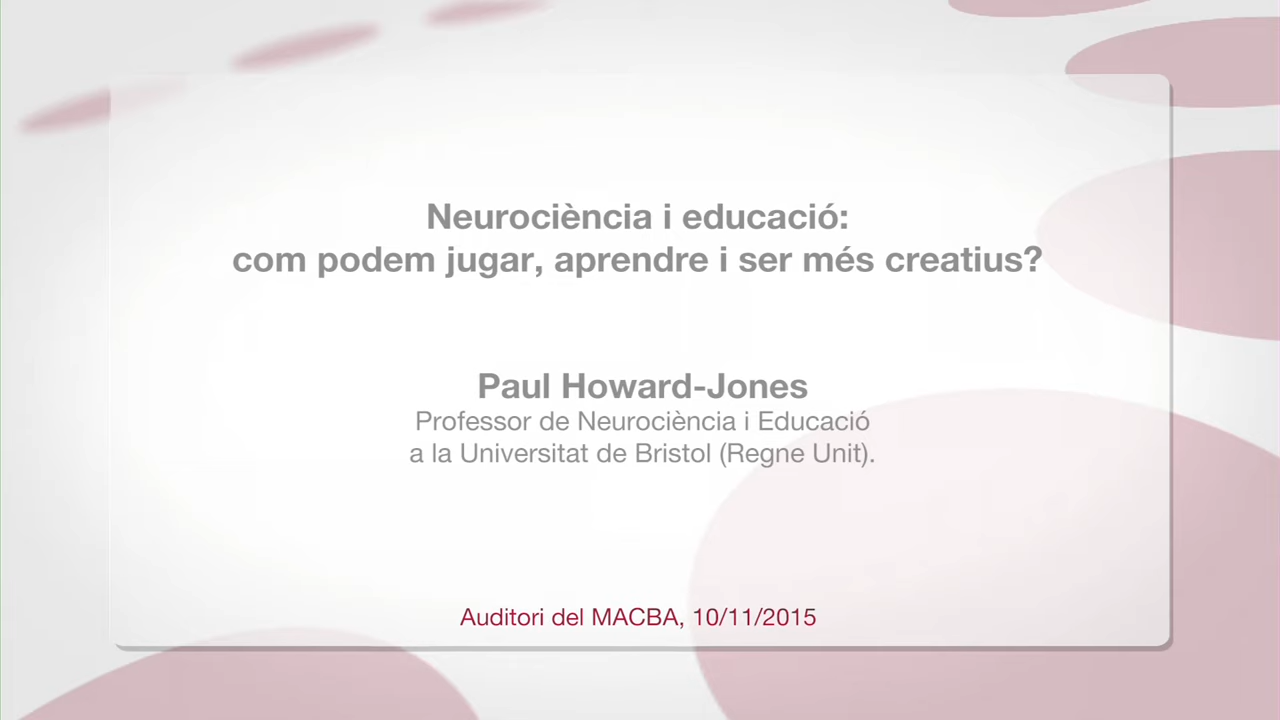 Neurociència i educació:
com podem jugar, aprendre i ser més creatius?
Paul Howard-Jones
Professor de Neurociència i Educació
a la Universitat de Bristol (Regne Unit).
Auditori del MACBA, 10/11/2015